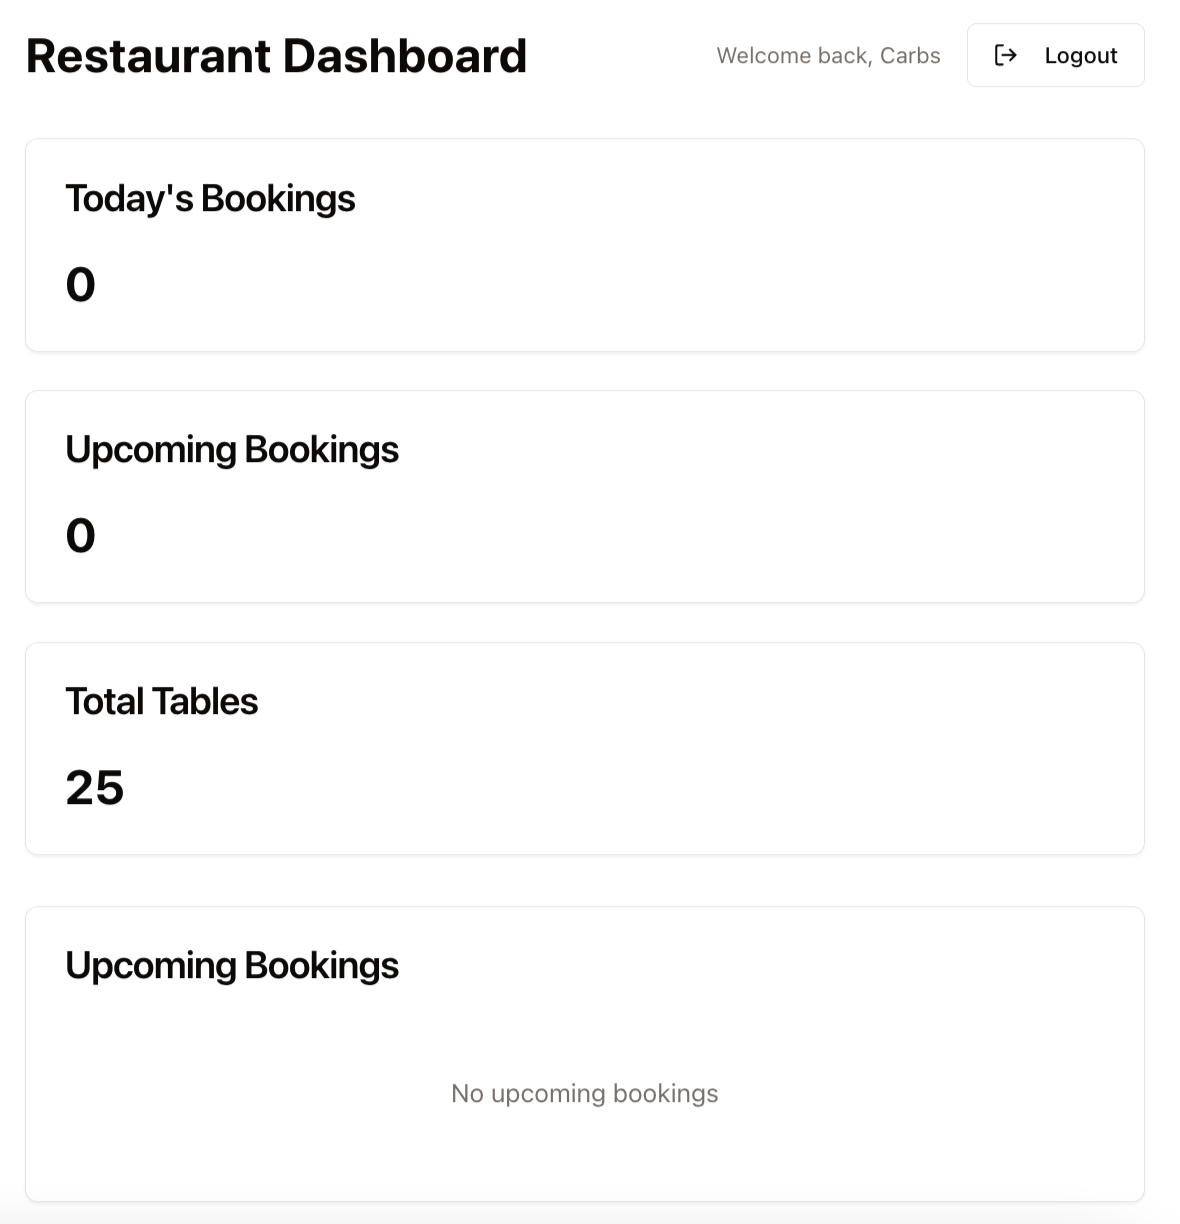 Restaurant Dashboard
Welcome back, Carbs
Logout
Today's Bookings
0
Upcoming Bookings
0
Total Tables
25
Upcoming Bookings
No upcoming bookings